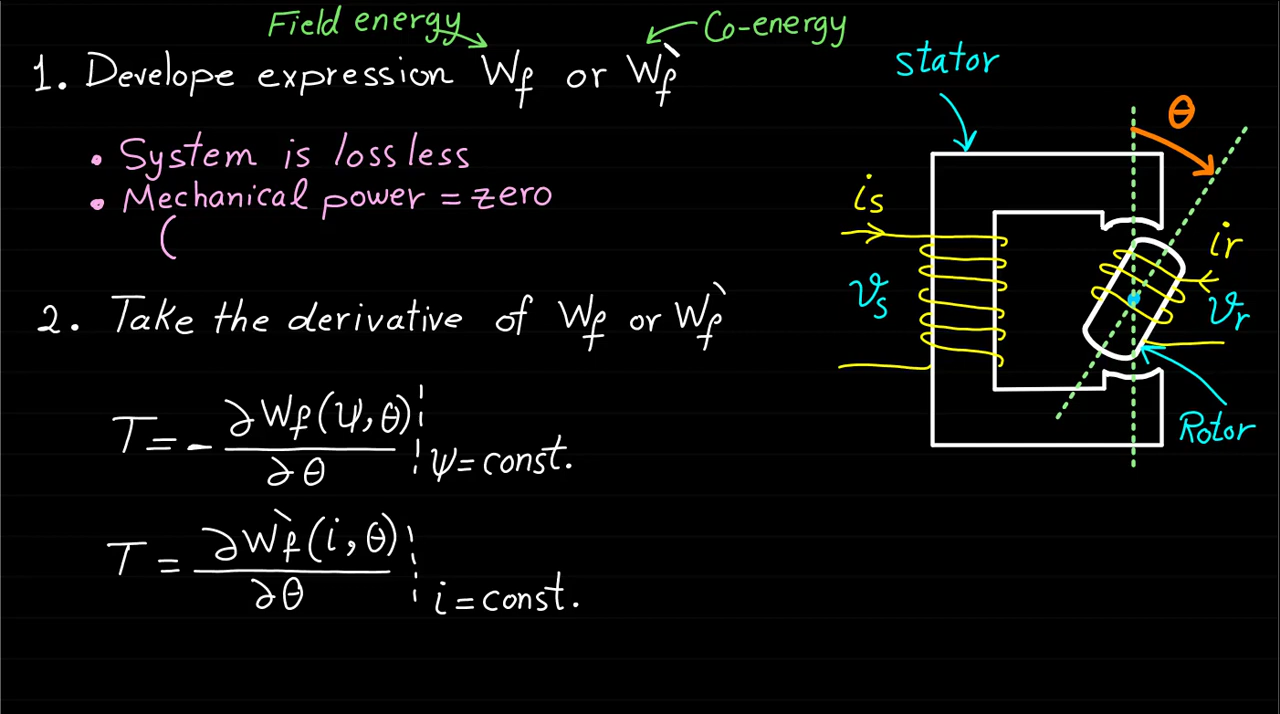 Field energy
Co-energy
1. Develope expression Wf or Wf`
• System is lossless
• Mechanical power = zero
(
2. Take the derivative of Wf or Wf`
T = - ∂Wf(ψ, θ) / ∂θ | ψ = const.
T = ∂Wf`(i, θ) / ∂θ | i = const.
stator
θ
is
vs
ir
vr
Rotor